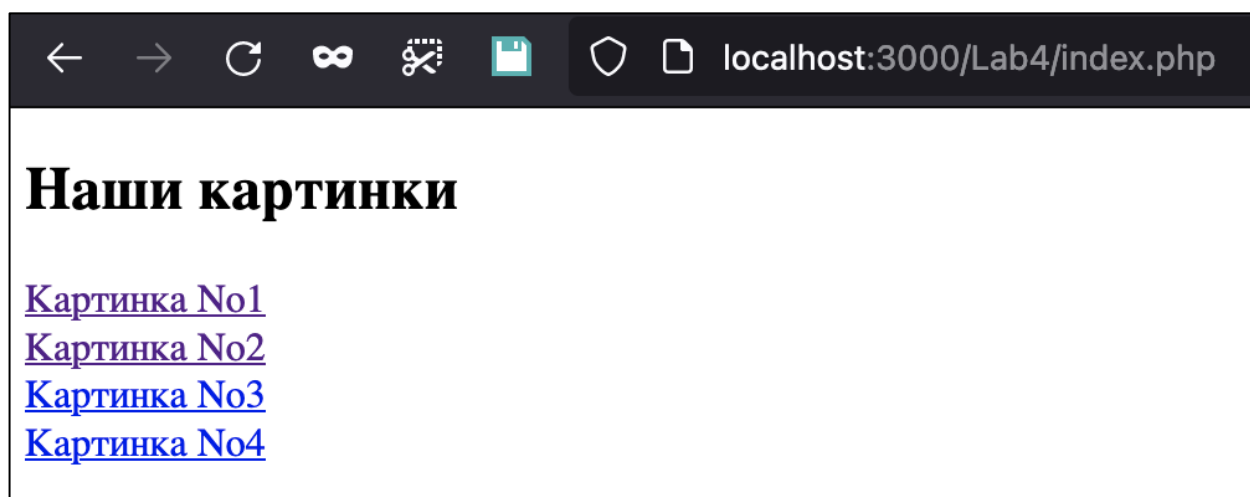 localhost:3000/Lab4/index.php
Наши картинки
Картинка No1
Картинка No2
Картинка No3
Картинка No4